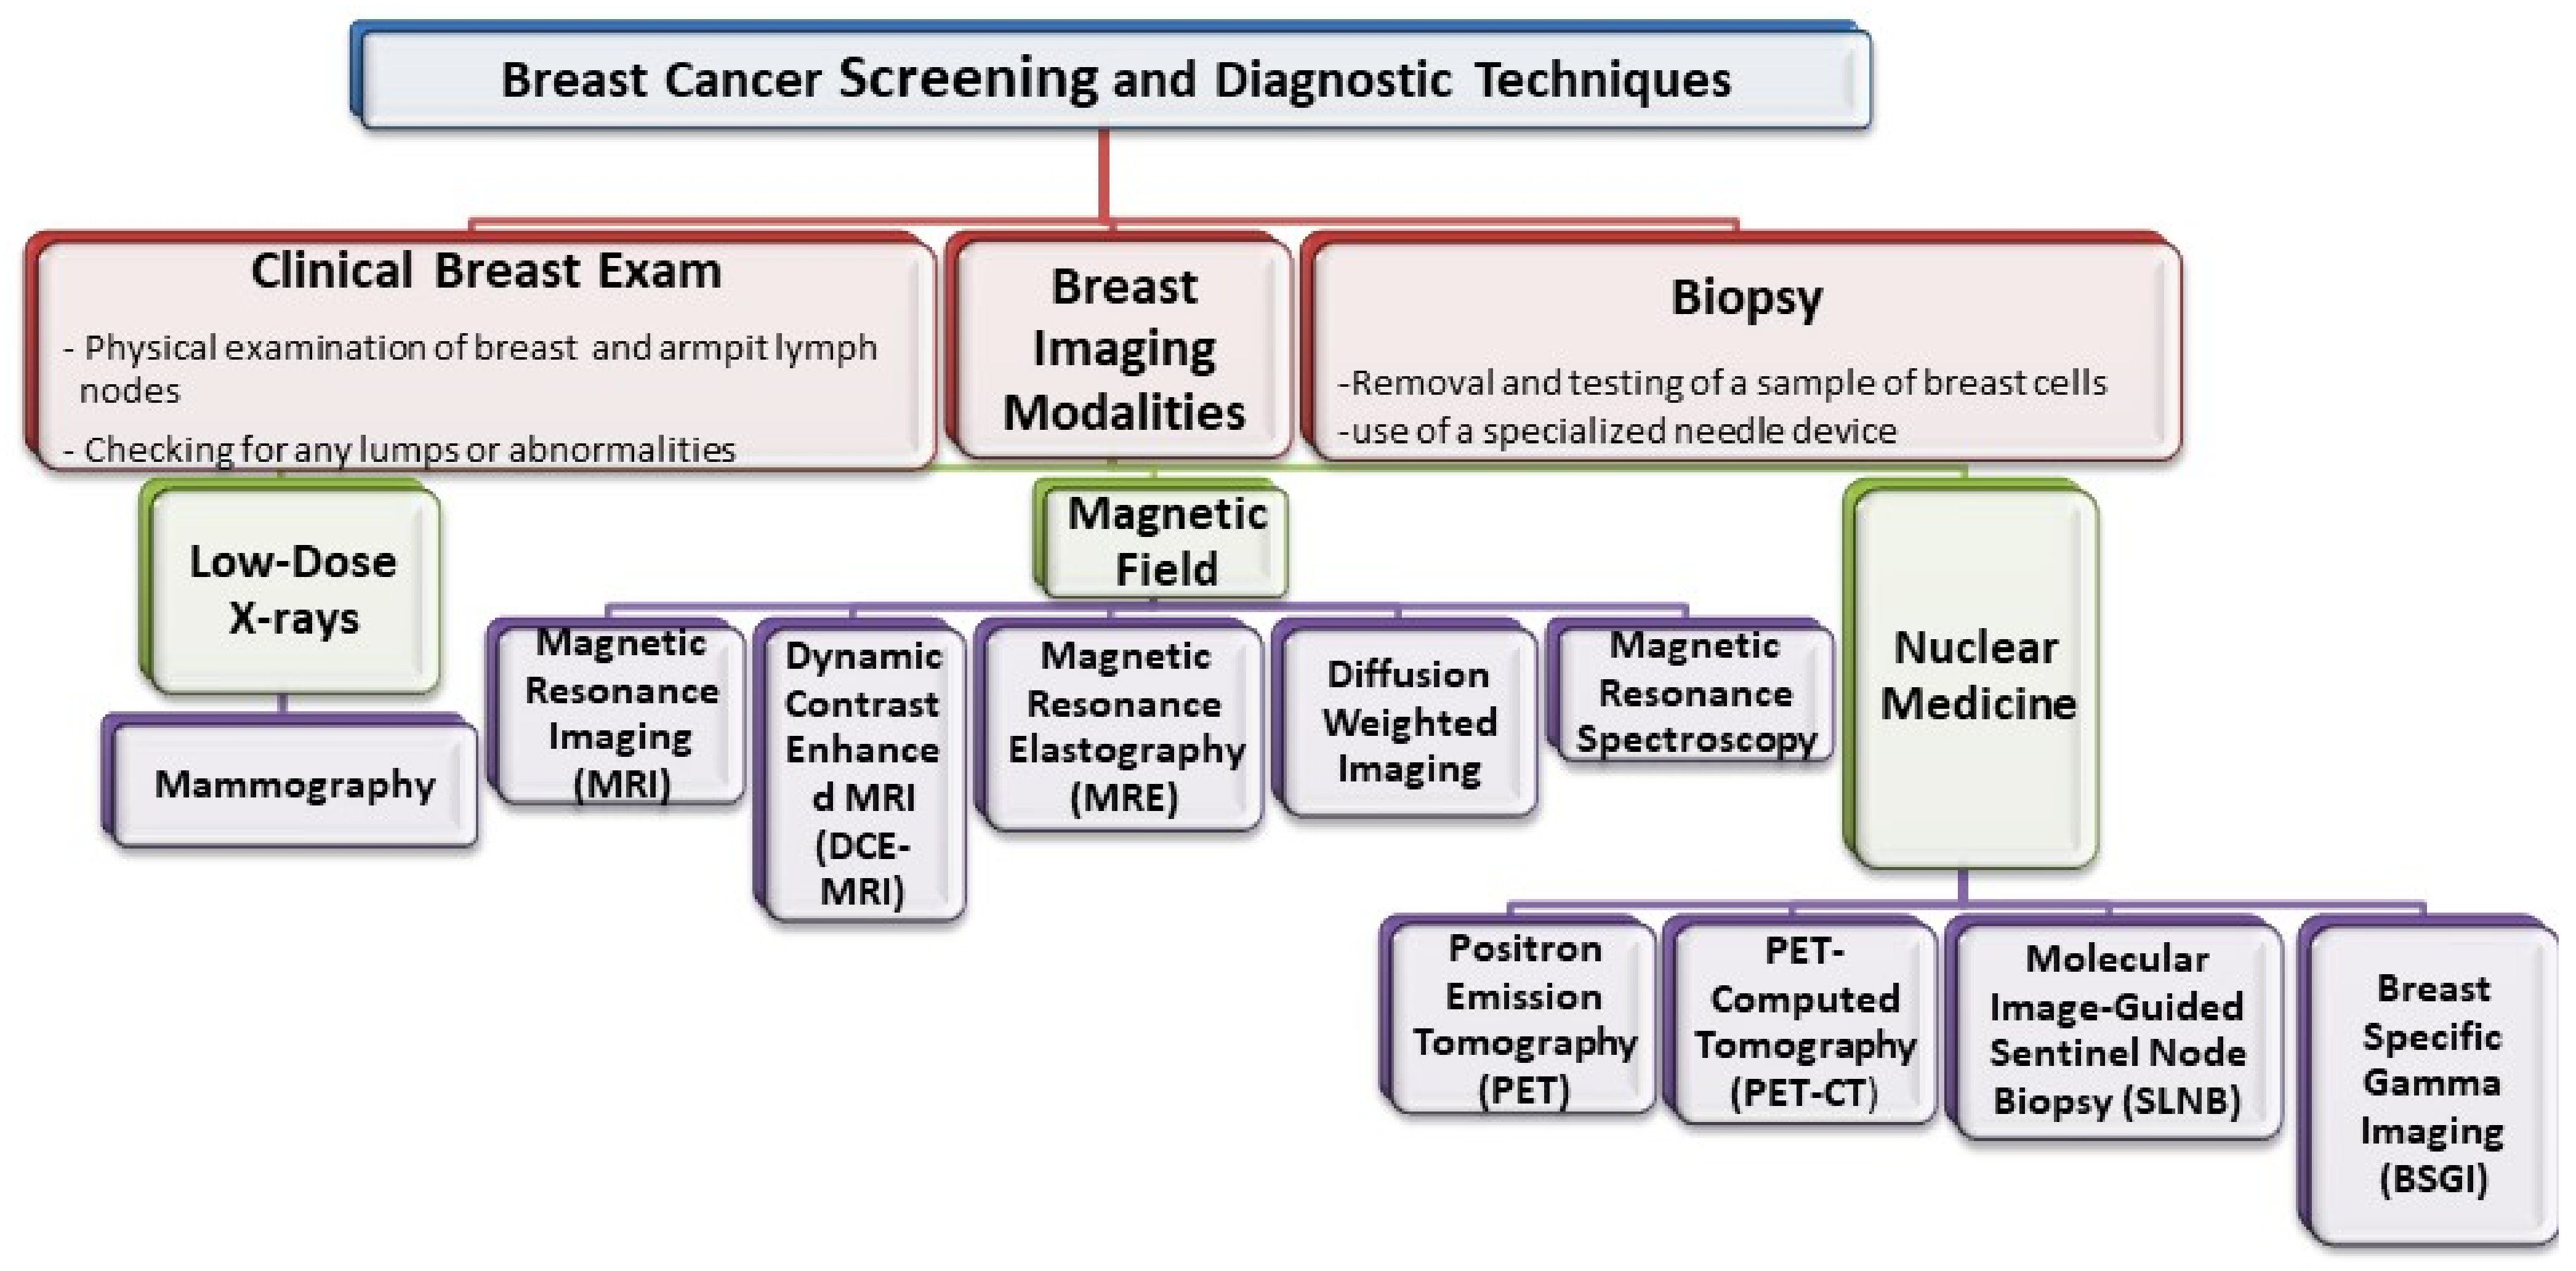 Breast Cancer Screening and Diagnostic Techniques
Clinical Breast Exam
- Physical examination of breast and armpit lymph
nodes
- Checking for any lumps or abnormalities
Breast
Imaging
Modalities
Biopsy
-Removal and testing of a sample of breast cells
-use of a specialized needle device
Low-Dose
X-rays
Magnetic
Field
Nuclear
Medicine
Mammography
Magnetic
Resonance
Imaging
(MRI)
Dynamic
Contrast
Enhance
d MRI
(DCE-
MRI)
Magnetic
Resonance
Elastography
(MRE)
Diffusion
Weighted
Imaging
Magnetic
Resonance
Spectroscopy
Positron
Emission
Tomography
(PET)
PET-
Computed
Tomography
(PET-CT)
Molecular
Image-Guided
Sentinel Node
Biopsy (SLNB)
Breast
Specific
Gamma
Imaging
(BSGI)